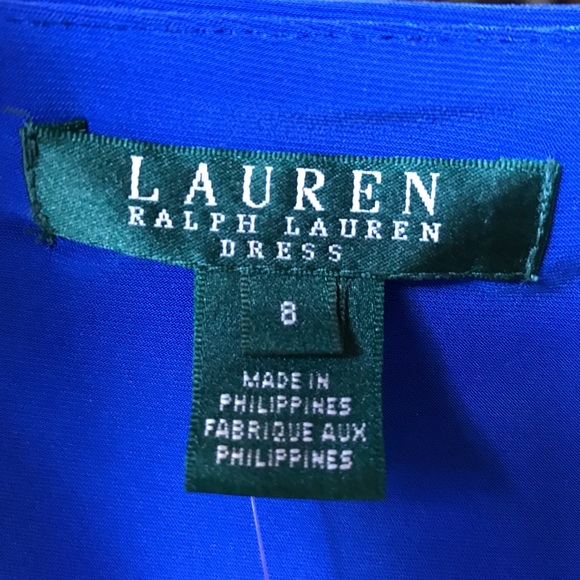 LAUREN
RALPH LAUREN
DRESS
8
MADE IN
PHILIPPINES
FABRIQUE AUX
PHILIPPINES